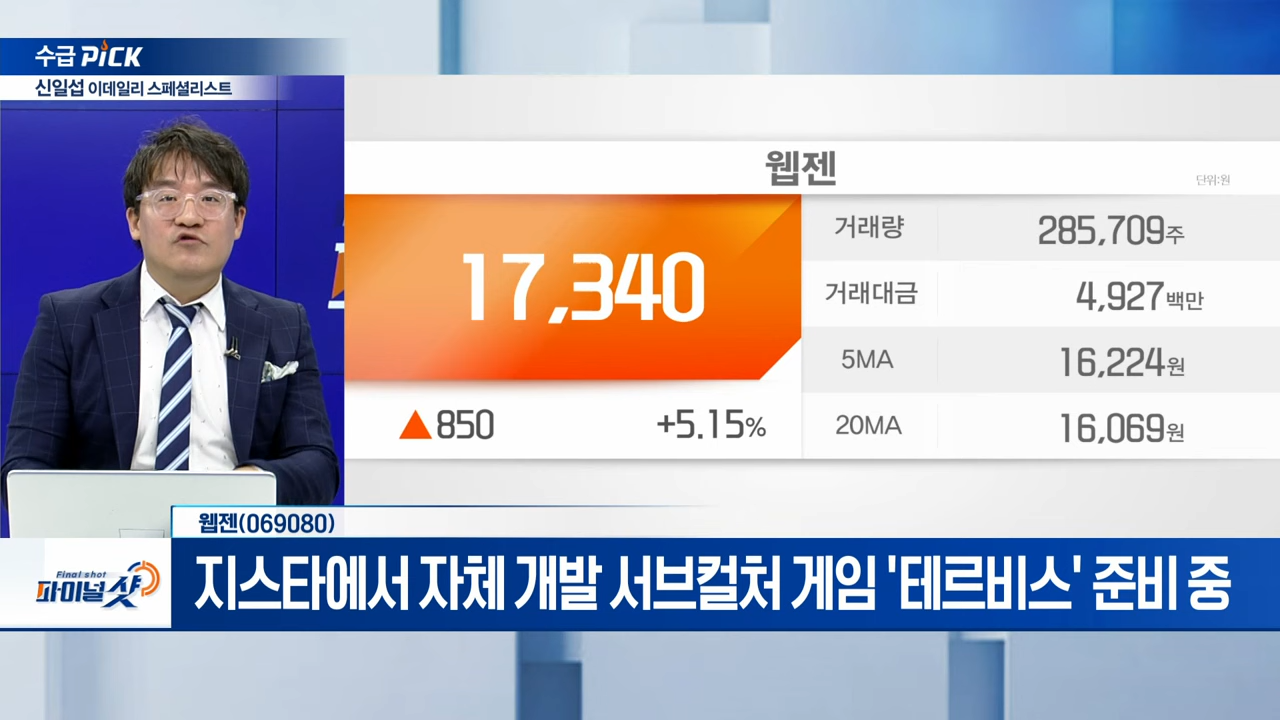 수급 PiCK
신일섭 이데일리 스페셜리스트
웹젠
단위:원
17,340
▲850 +5.15%
거래량 285,709주
거래대금 4,927백만
5MA 16,224원
20MA 16,069원
웹젠(069080)
Final shot
파이널샷
지스타에서 자체 개발 서브컬처 게임 '테르비스' 준비 중